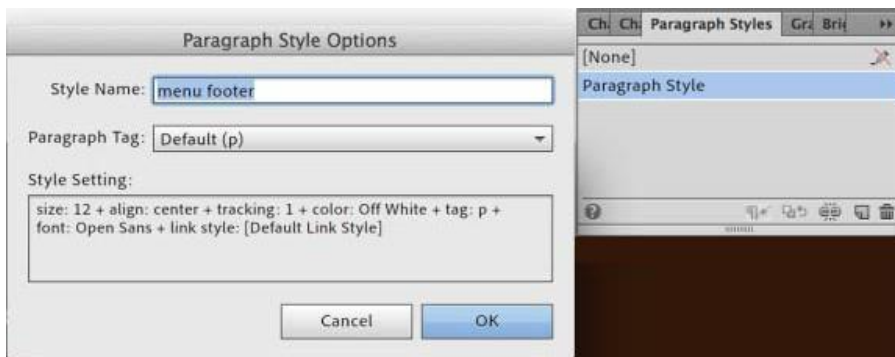 Paragraph Style Options
Style Name: menu footer
Paragraph Tag: Default (p)
Style Setting:
size: 12 + align: center + tracking: 1 + color: Off White + tag: p +
font: Open Sans + link style: [Default Link Style]
Cancel
OK
Ch Ch Paragraph Styles Gra Brig
[None]
Paragraph Style